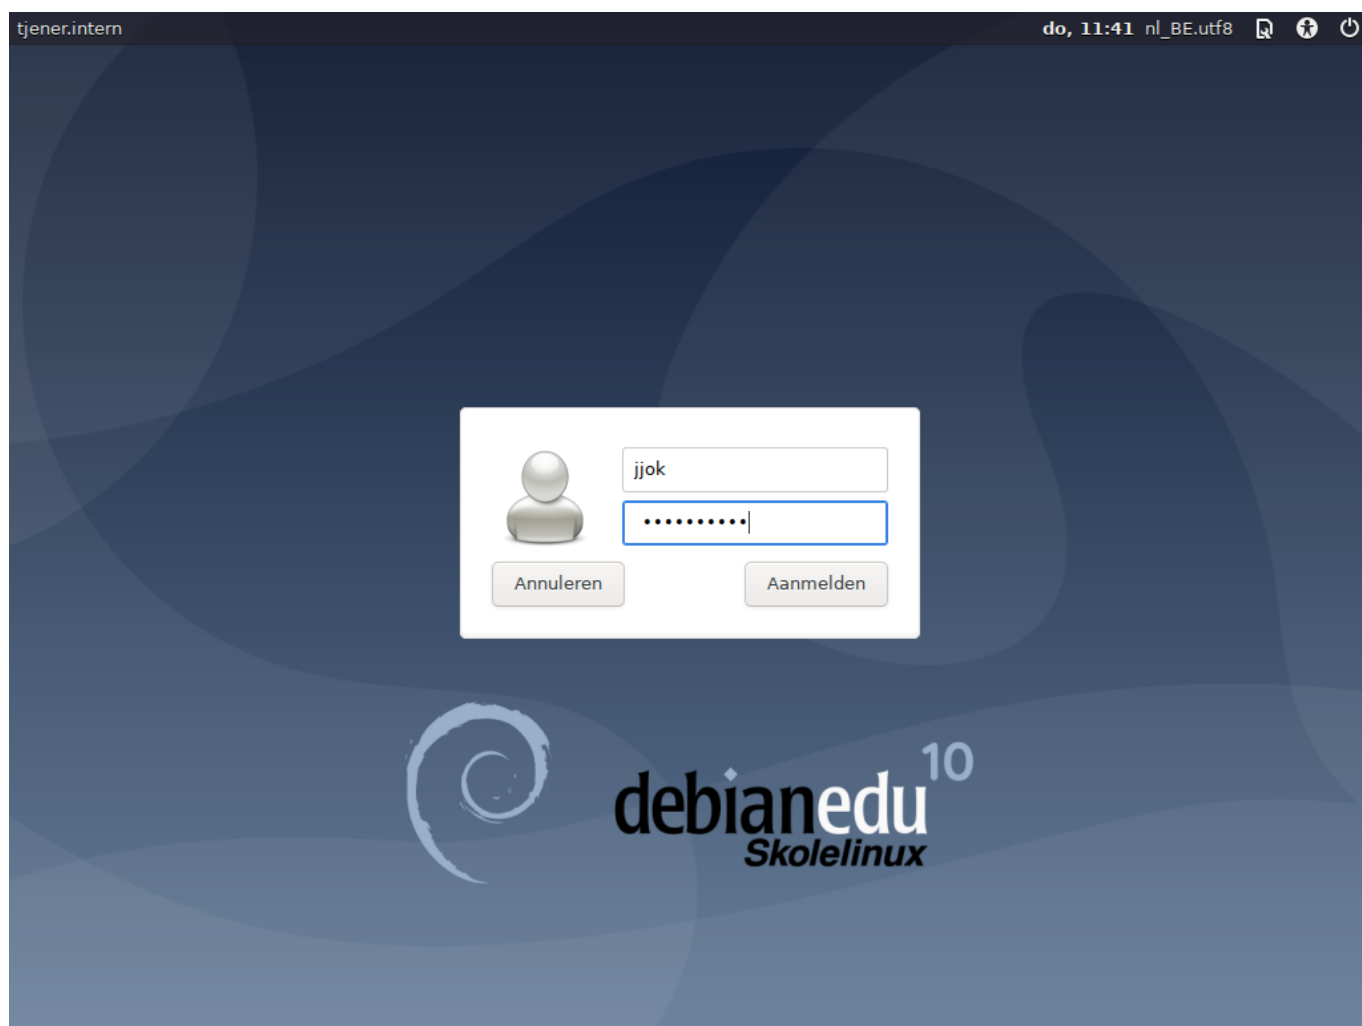 tjener.intern
do, 11:41 nl_BE.utf8
jjok
••••••••••
Annuleren Aanmelden
debianedu 10
Skolelinux